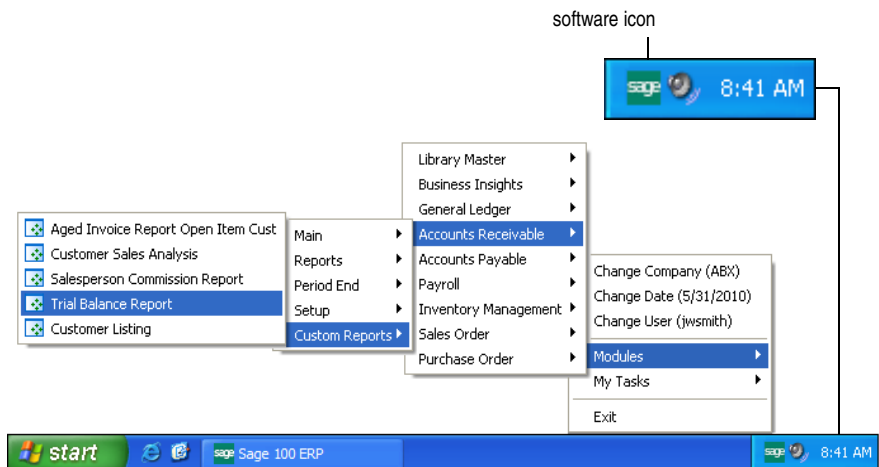 software icon
sage 8:41 AM
Library Master
Business Insights
General Ledger
Accounts Receivable
Accounts Payable
Payroll
Inventory Management
Sales Order
Purchase Order
Aged Invoice Report Open Item Cust
Customer Sales Analysis
Salesperson Commission Report
Trial Balance Report
Customer Listing
Main
Reports
Period End
Setup
Custom Reports
Change Company (ABX)
Change Date (5/31/2010)
Change User (jwsmith)
Modules
My Tasks
Exit
start sage Sage 100 ERP sage 8:41 AM